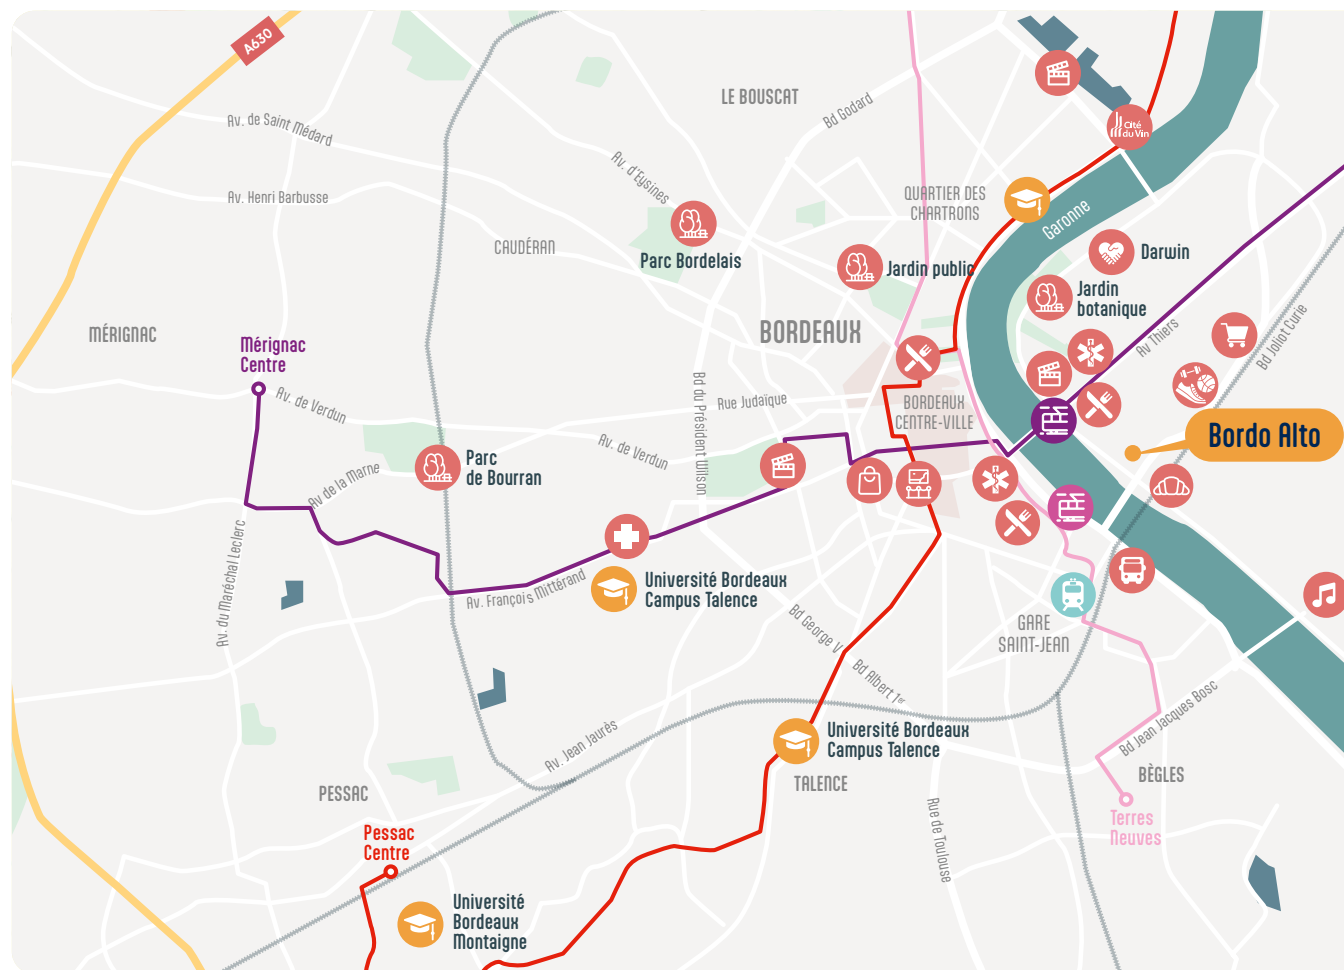 A630
LE BOUSCAT
Bd Godard
Av. de Saint Médard
Cité
du Vin
Av. d'Eysines
Av. Henri Barbusse
QUARTIER DES
CHARTRONS
Garonne
CAUDÉRAN
Parc Bordelais
Jardin public
Darwin
Jardin
botanique
MÉRIGNAC
Mérignac
Centre
BORDEAUX
Av Thiers
Bd Joliot Curie
Av. de Verdun
Bd du Président Wilson
Rue Judaïque
BORDEAUX
CENTRE-VILLE
Bordo Alto
Av. de Verdun
Parc
de Bourran
Av de la Marne
Av. du Maréchal Leclerc
Av. François Mittérand
Université Bordeaux
Campus Talence
Bd George V
Bd Albert 1er
GARE
SAINT-JEAN
Bd Jean Jacques Bosc
Université Bordeaux
Campus Talence
Av. Jean Jaurès
TALENCE
BÈGLES
PESSAC
Terres
Neuves
Rue de Toulouse
Pessac
Centre
Université
Bordeaux
Montaigne